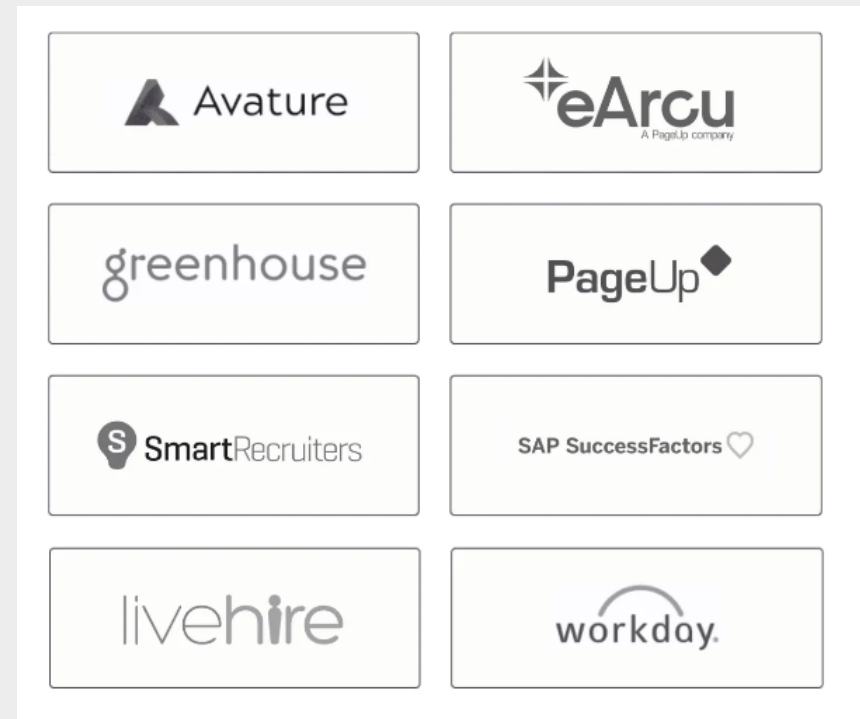 Avature
eArcu
A PageUp company
greenhouse
PageUp
S SmartRecruiters
SAP SuccessFactors
livehire
workday.